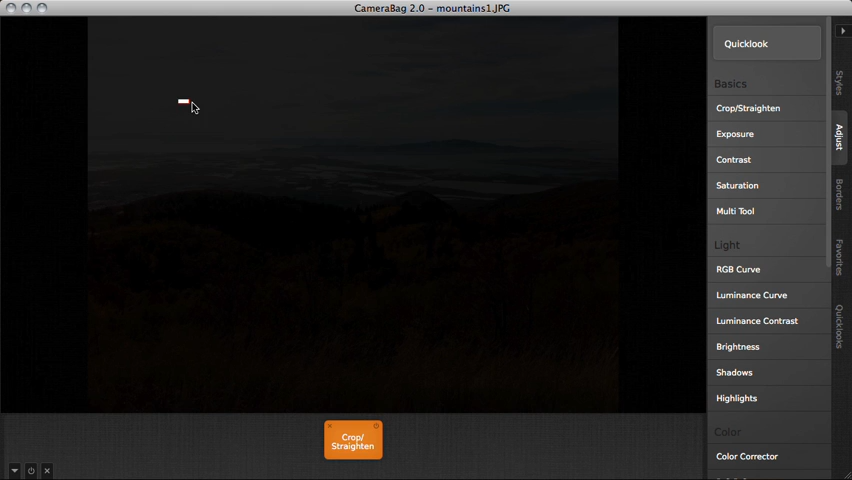 CameraBag 2.0 – mountains1.JPG
Quicklook
Basics
Crop/Straighten
Exposure
Contrast
Saturation
Multi Tool
Light
RGB Curve
Luminance Curve
Luminance Contrast
Brightness
Shadows
Highlights
Color
Color Corrector
Styles
Adjust
Borders
Favorites
Quicklooks
Crop/
Straighten